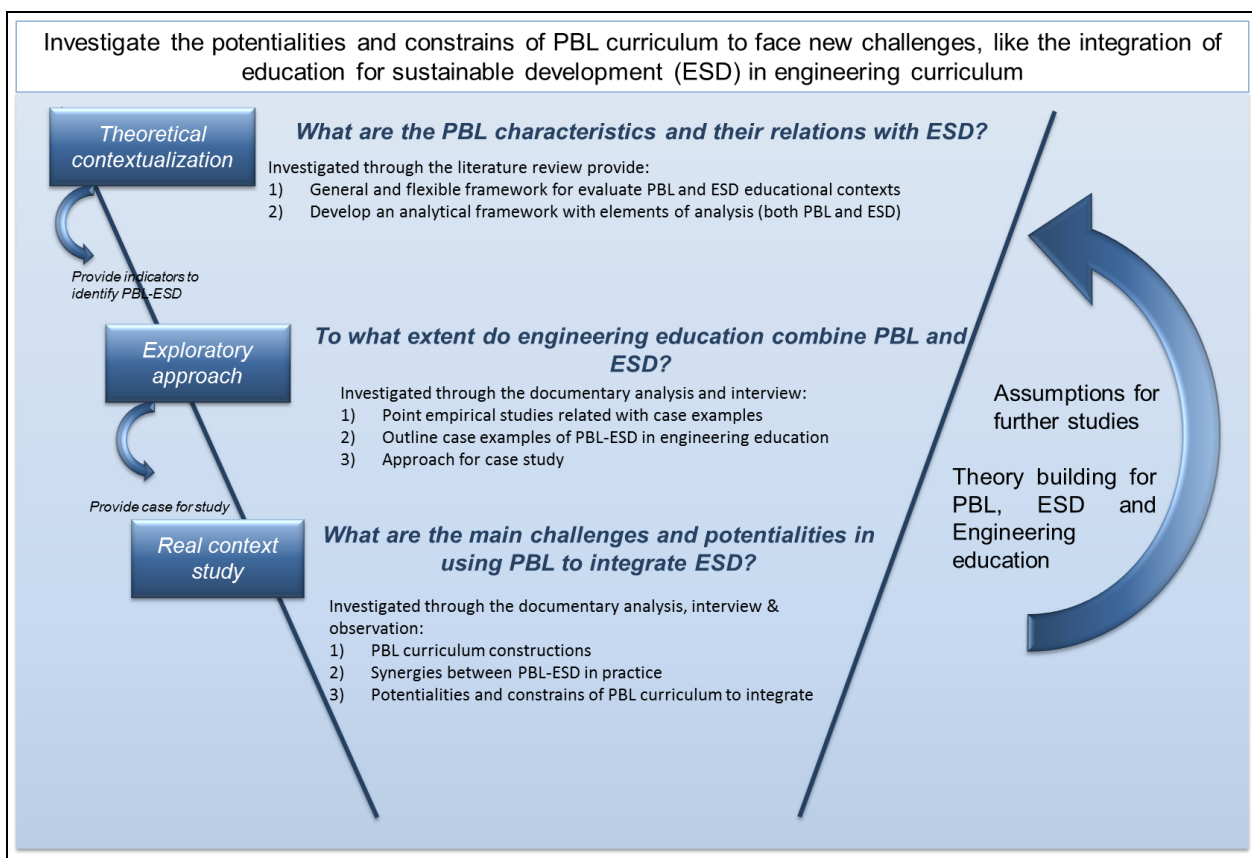 Investigate the potentialities and constrains of PBL curriculum to face new challenges, like the integration of
education for sustainable development (ESD) in engineering curriculum
Theoretical
contextualization
What are the PBL characteristics and their relations with ESD?
Investigated through the literature review provide:
1) General and flexible framework for evaluate PBL and ESD educational contexts
2) Develop an analytical framework with elements of analysis (both PBL and ESD)
Provide indicators to
identify PBL-ESD
Exploratory
approach
To what extent do engineering education combine PBL and
ESD?
Investigated through the documentary analysis and interview:
1) Point empirical studies related with case examples
2) Outline case examples of PBL-ESD in engineering education
3) Approach for case study
Provide case for study
Real context
study
What are the main challenges and potentialities in
using PBL to integrate ESD?
Investigated through the documentary analysis, interview &
observation:
1) PBL curriculum constructions
2) Synergies between PBL-ESD in practice
3) Potentialities and constrains of PBL curriculum to integrate
Assumptions for
further studies
Theory building for
PBL, ESD and
Engineering
education